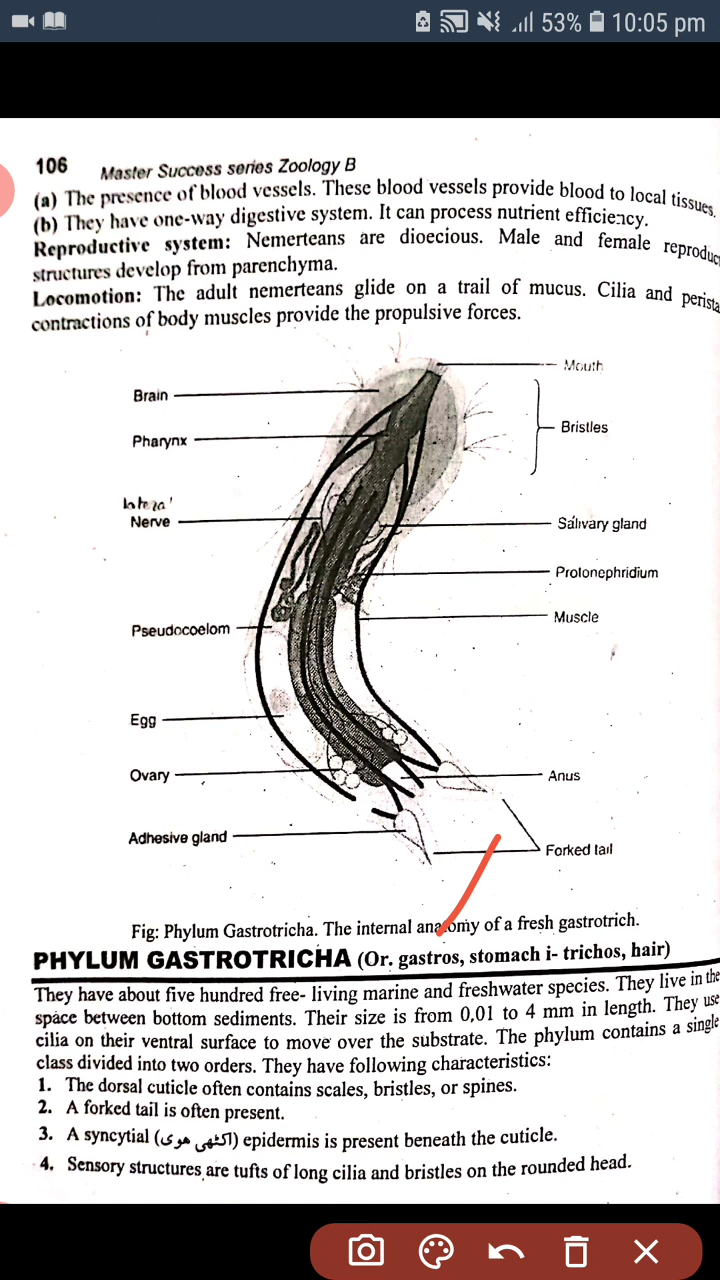 53% 10:05 pm
106 Master Success series Zoology B
(a) The presence of blood vessels. These blood vessels provide blood to local tissues.
(b) They have one-way digestive system. It can process nutrient efficiency.
Reproductive system: Nemerteans are dioecious. Male and female reproduc
structures develop from parenchyma.
Locomotion: The adult nemerteans glide on a trail of mucus. Cilia and perista
contractions of body muscles provide the propulsive forces.
Mouth
Brain
Bristles
Pharynx
lateral
Nerve
Salivary gland
Protonephridium
Muscle
Pseudocoelom
Egg
Ovary
Anus
Adhesive gland
Forked tail
Fig: Phylum Gastrotricha. The internal anatomy of a fresh gastrotrich.
PHYLUM GASTROTRICHA (Or. gastros, stomach i- trichos, hair)
They have about five hundred free- living marine and freshwater species. They live in the
space between bottom sediments. Their size is from 0,01 to 4 mm in length. They use
cilia on their ventral surface to move over the substrate. The phylum contains a single
class divided into two orders. They have following characteristics:
1. The dorsal cuticle often contains scales, bristles, or spines.
2. A forked tail is often present.
3. A syncytial (اکٹھی ہوی) epidermis is present beneath the cuticle.
4. Sensory structures are tufts of long cilia and bristles on the rounded head.